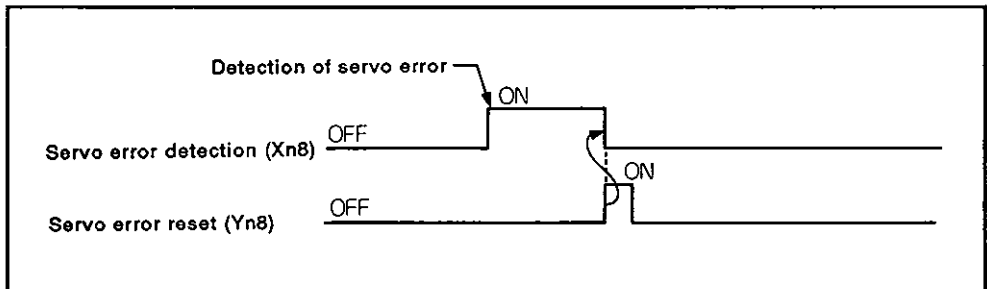 Detection of servo error
ON
OFF
Servo error detection (Xn8)
ON
OFF
Servo error reset (Yn8)